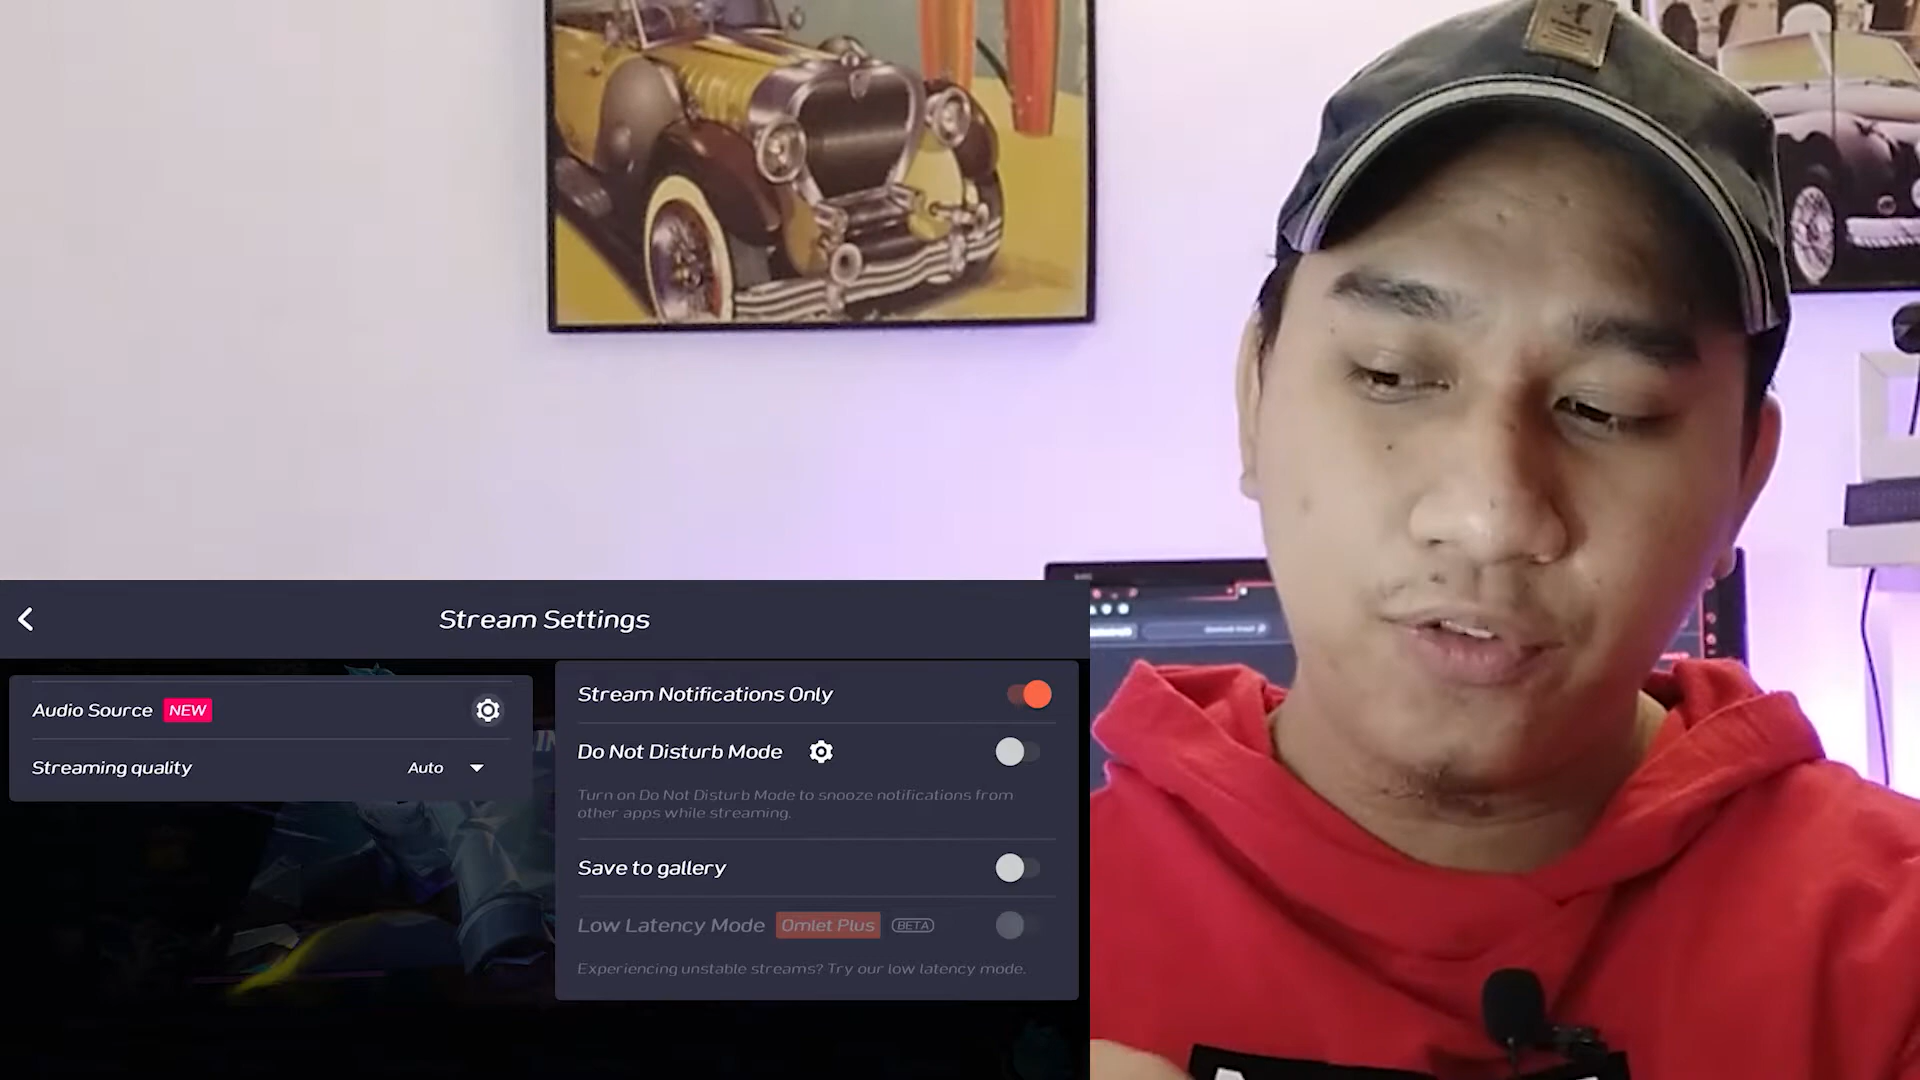 Stream Settings
Audio Source NEW
Streaming quality Auto
Stream Notifications Only
Do Not Disturb Mode
Turn on Do Not Disturb Mode to snooze notifications from
other apps while streaming.
Save to gallery
Low Latency Mode Omlet Plus BETA
Experiencing unstable streams? Try our low latency mode.